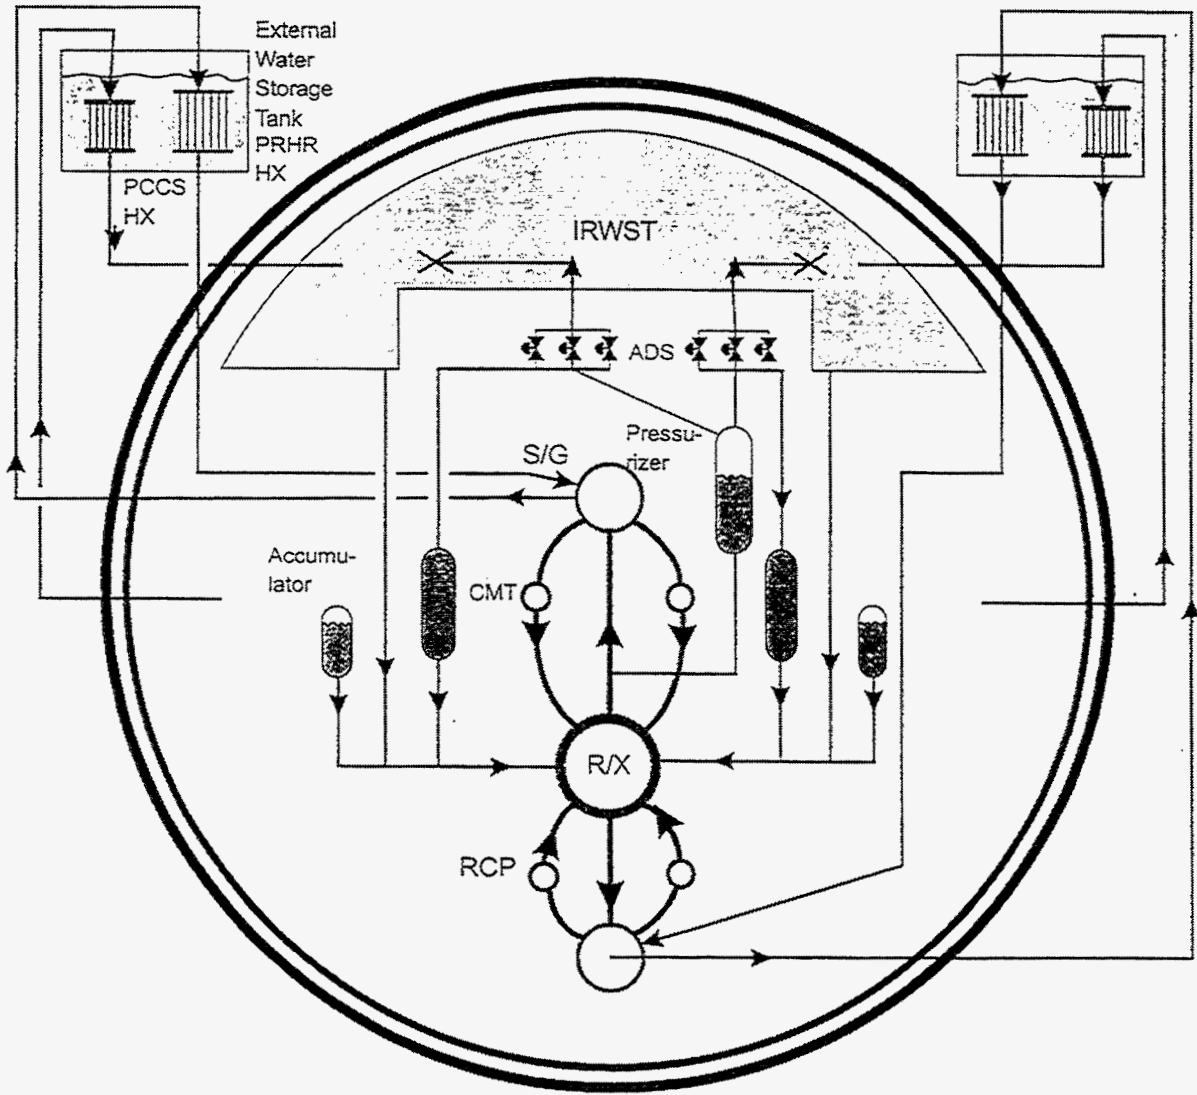 External
Water
Storage
Tank
PRHR
HX
PCCS
HX
IRWST
ADS
Pressu-
rizer
S/G
Accumu-
lator
CMT
R/X
RCP